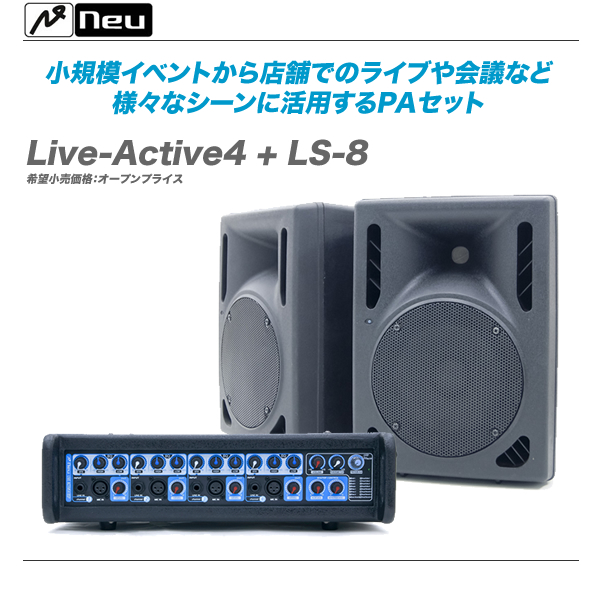 neu
小規模イベントから店舗でのライブや会議など
様々なシーンに活用するPAセット
Live-Active4 + LS-8
希望小売価格：オープンプライス